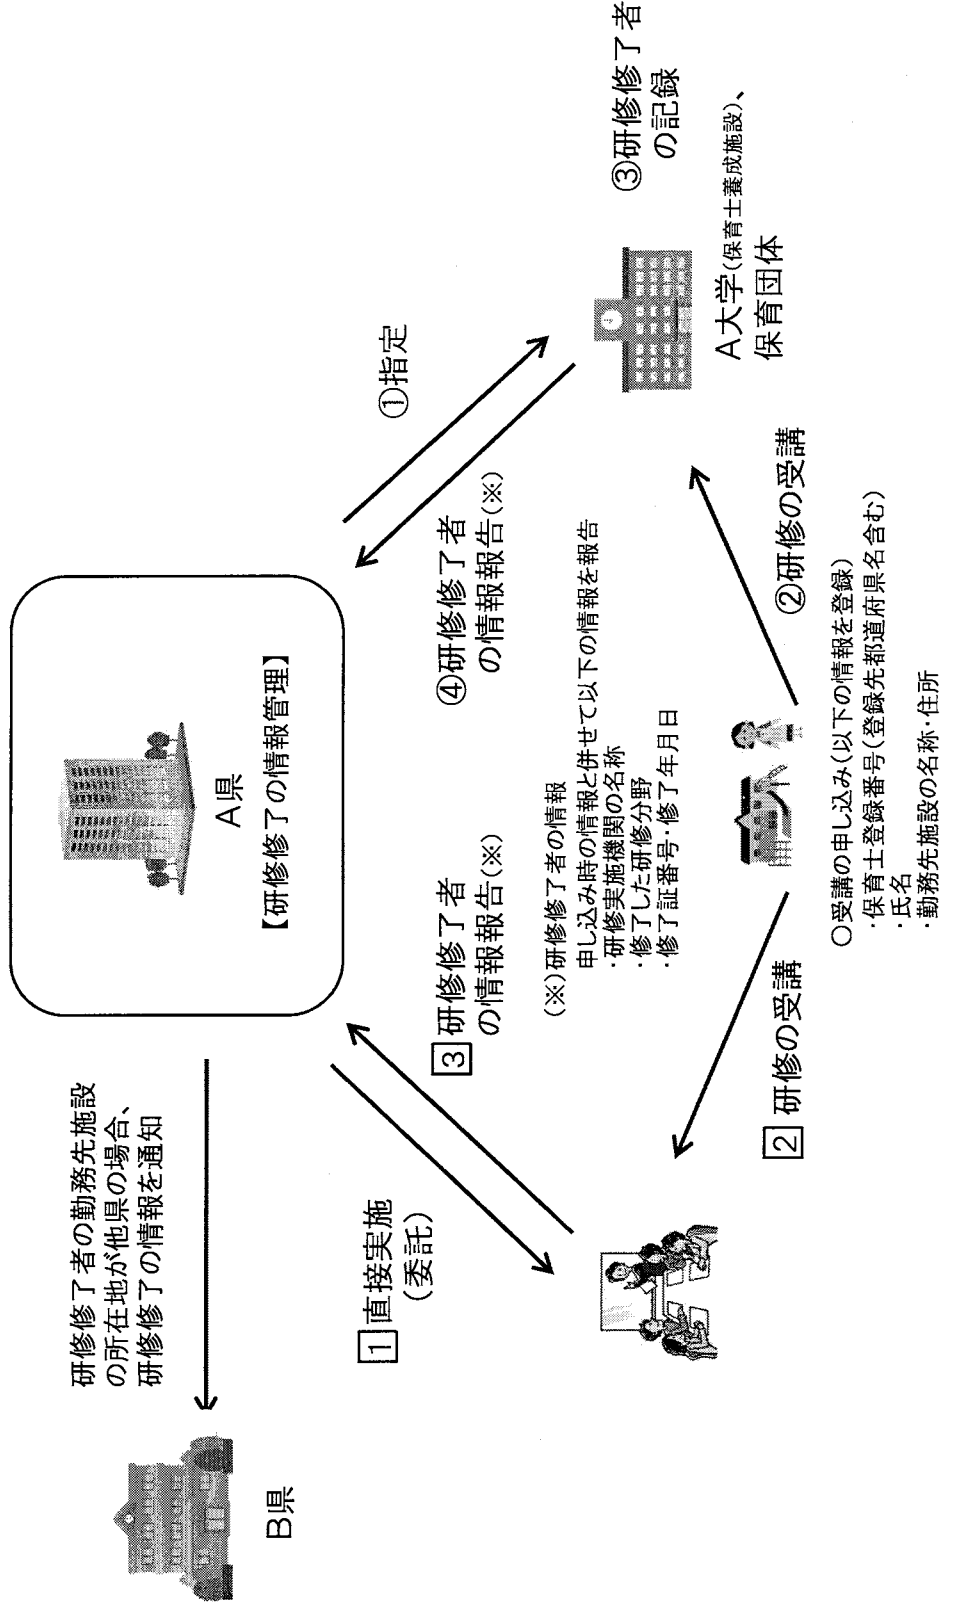 研修修了者の勤務先施設
の所在地が他県の場合、
研修修了の情報を通知
B県
A県
【研修修了の情報管理】
1 直接実施
(委託)
3 研修修了者
の情報報告(※)
④研修修了者
の情報報告(※)
①指定
③研修修了者
の記録
A大学(保育士養成施設)、
保育団体
(※)研修修了者の情報
申し込み時の情報と併せて以下の情報を報告
・研修実施機関の名称
・修了した研修分野
・修了証番号・修了年月日
2 研修の受講
②研修の受講
○受講の申し込み(以下の情報を登録)
・保育士登録番号(登録先都道府県名含む)
・氏名
・勤務先施設の名称・住所